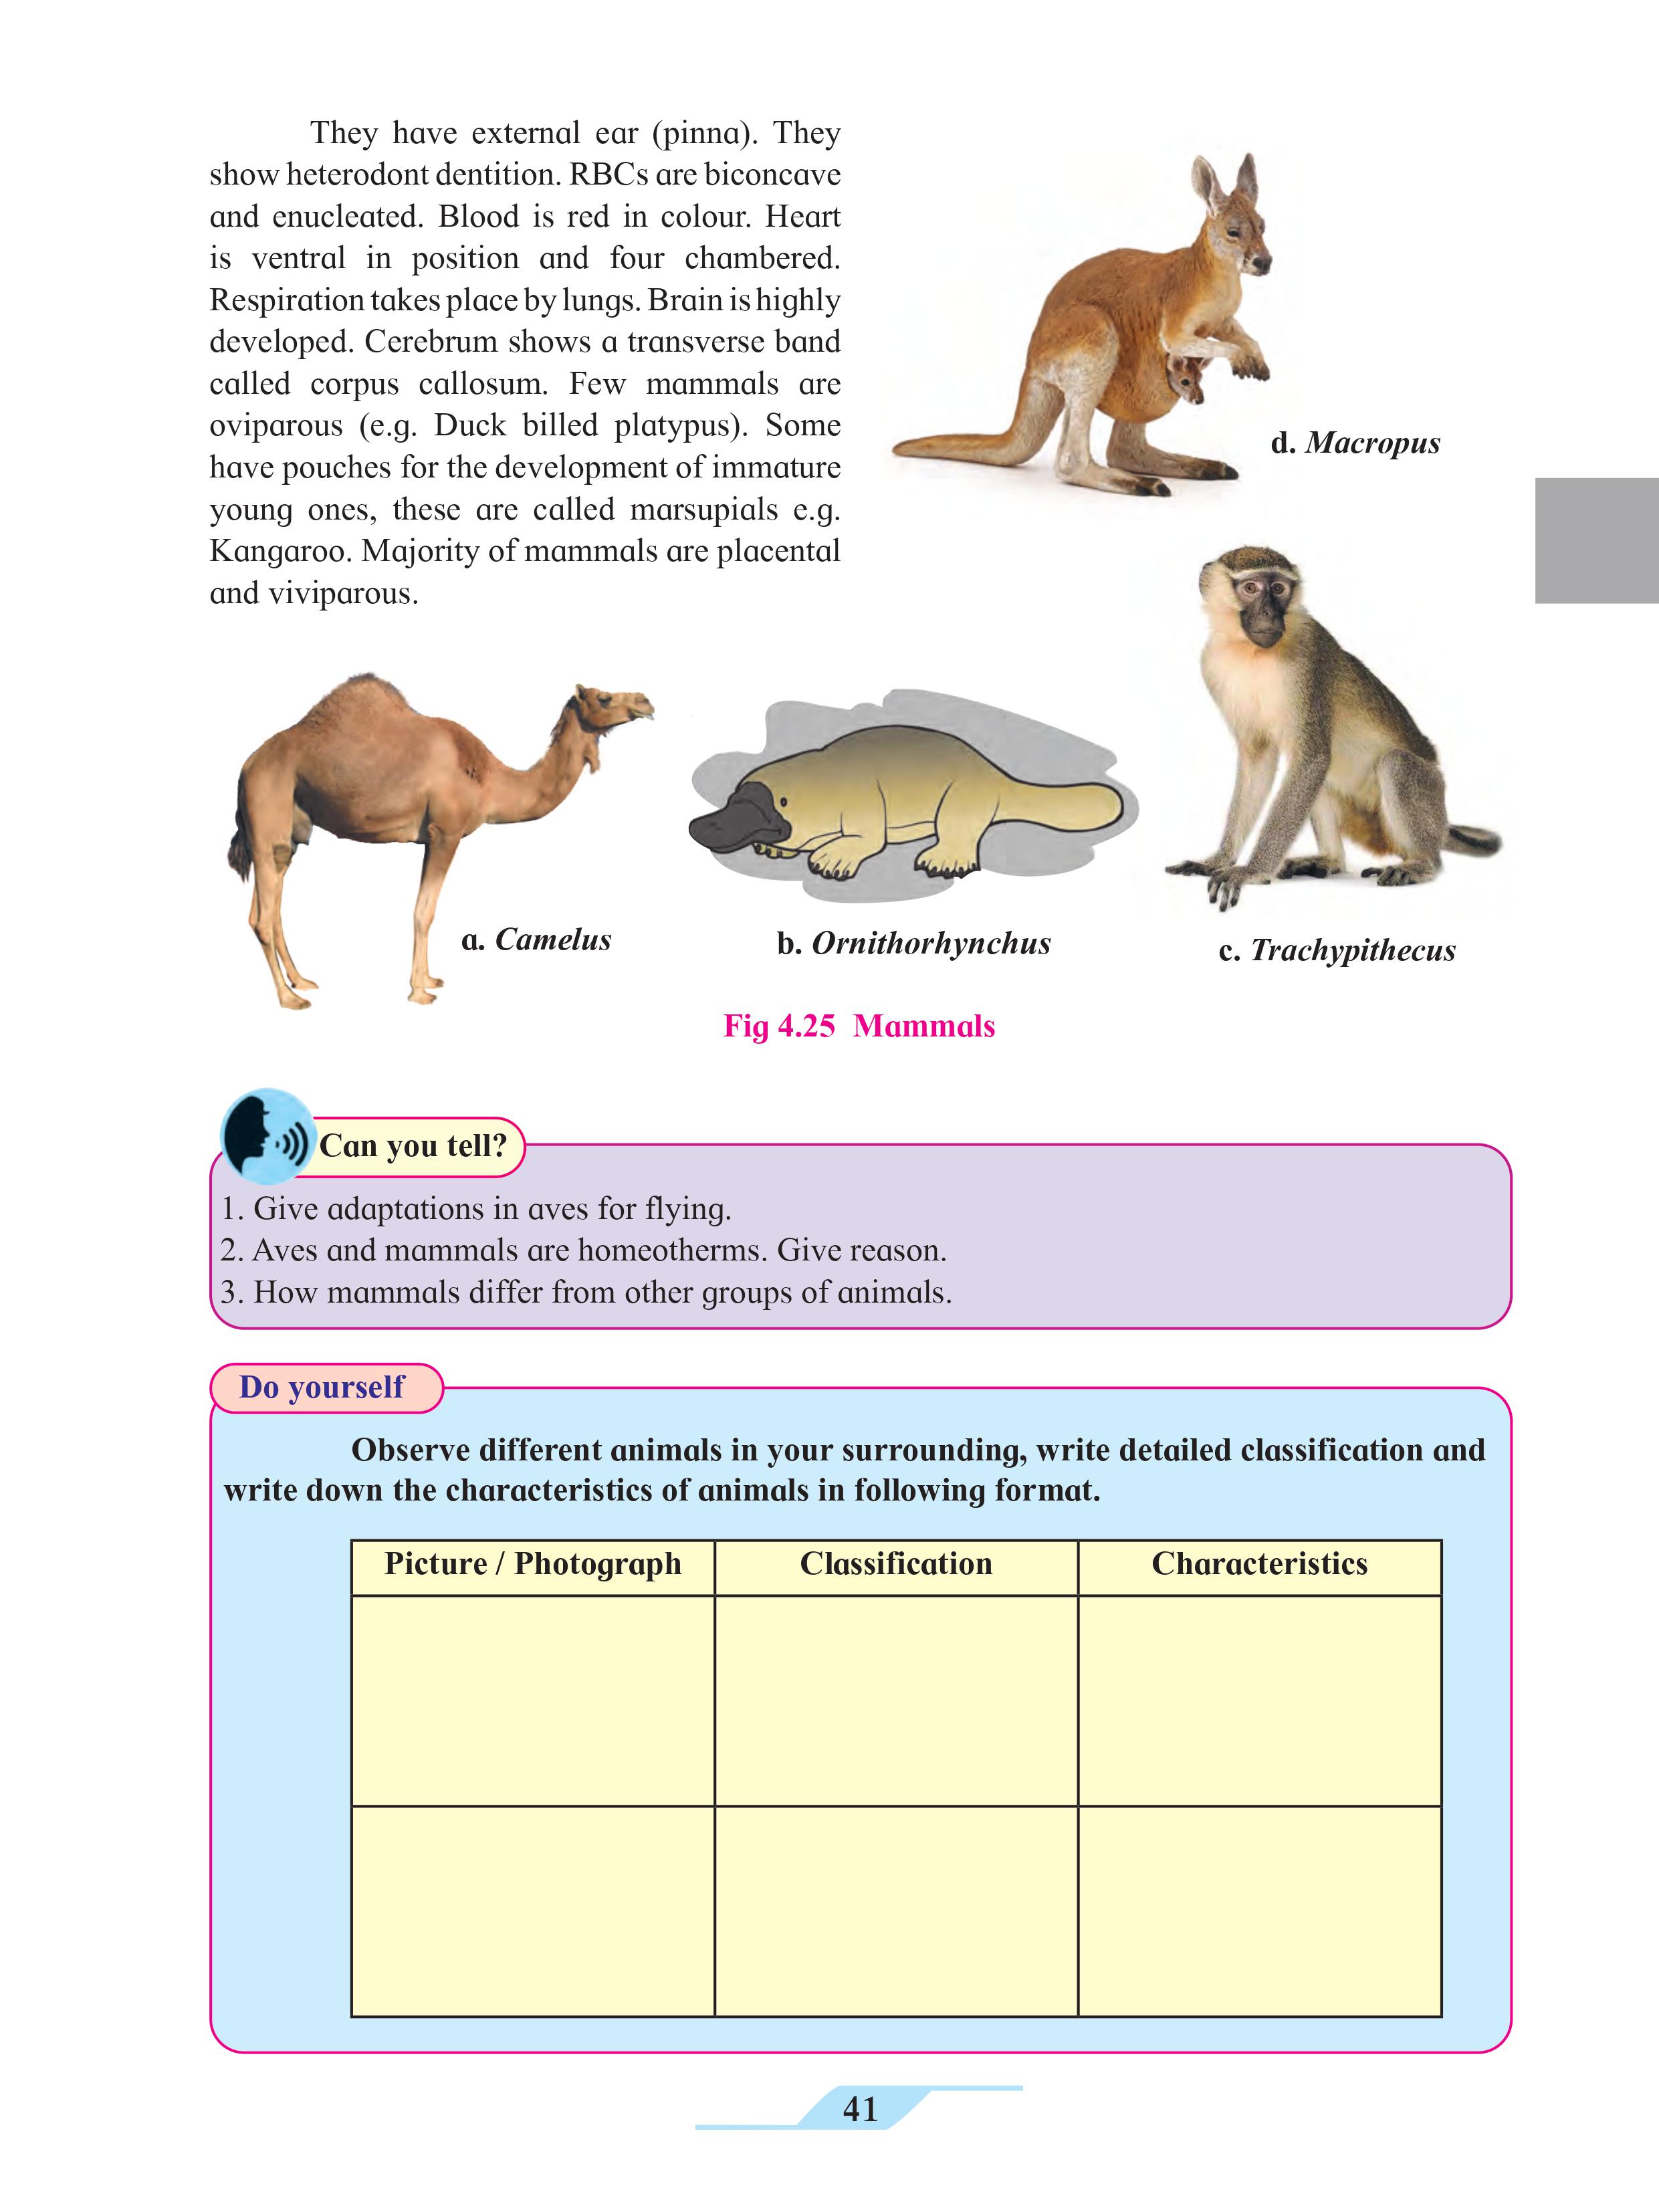 They have external ear (pinna). They
show heterodont dentition. RBCs are biconcave
and enucleated. Blood is red in colour. Heart
is ventral in position and four chambered.
Respiration takes place by lungs. Brain is highly
developed. Cerebrum shows a transverse band
called corpus callosum. Few mammals are
oviparous (e.g. Duck billed platypus). Some
have pouches for the development of immature
young ones, these are called marsupials e.g.
Kangaroo. Majority of mammals are placental
and viviparous.
d. Macropus
a. Camelus
b. Ornithorhynchus
c. Trachypithecus
Fig 4.25 Mammals
Can you tell?
1. Give adaptations in aves for flying.
2. Aves and mammals are homeotherms. Give reason.
3. How mammals differ from other groups of animals.
Do yourself
Observe different animals in your surrounding, write detailed classification and
write down the characteristics of animals in following format.
Picture / Photograph
Classification
Characteristics
41